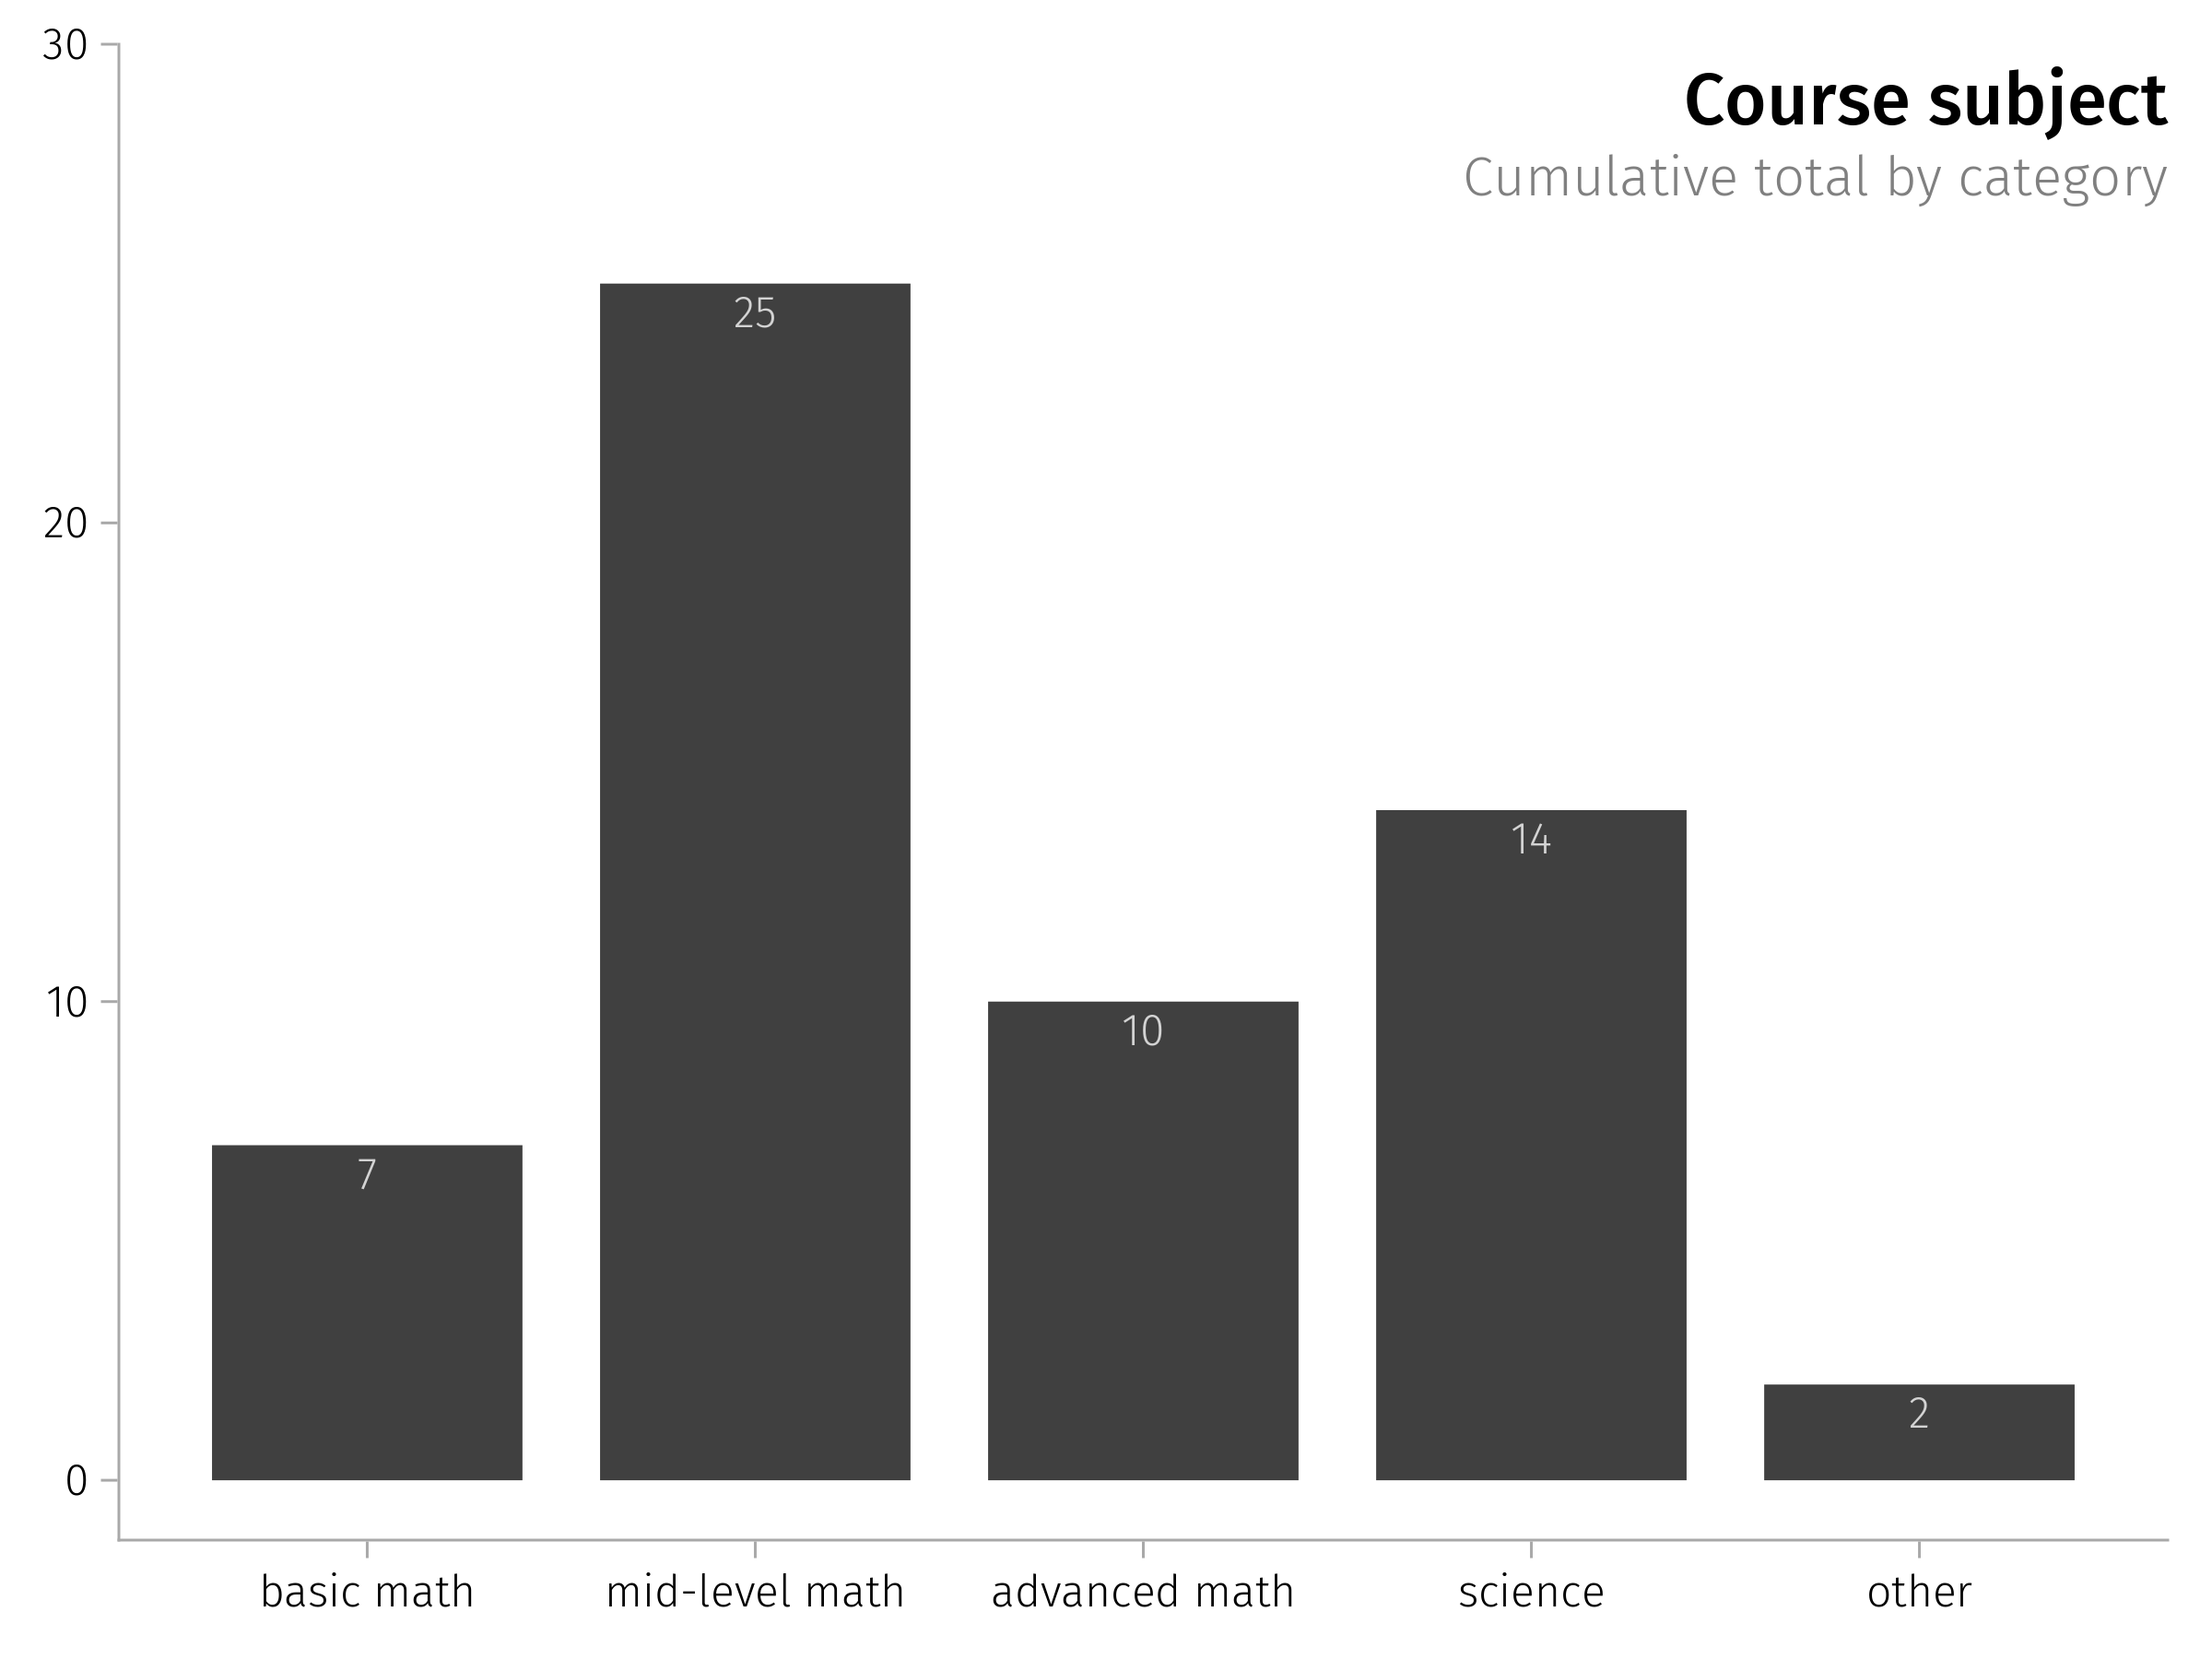 Course subject
Cumulative total by category
30
20
10
0
25
14
10
7
2
basic math
mid-level math
advanced math
science
other